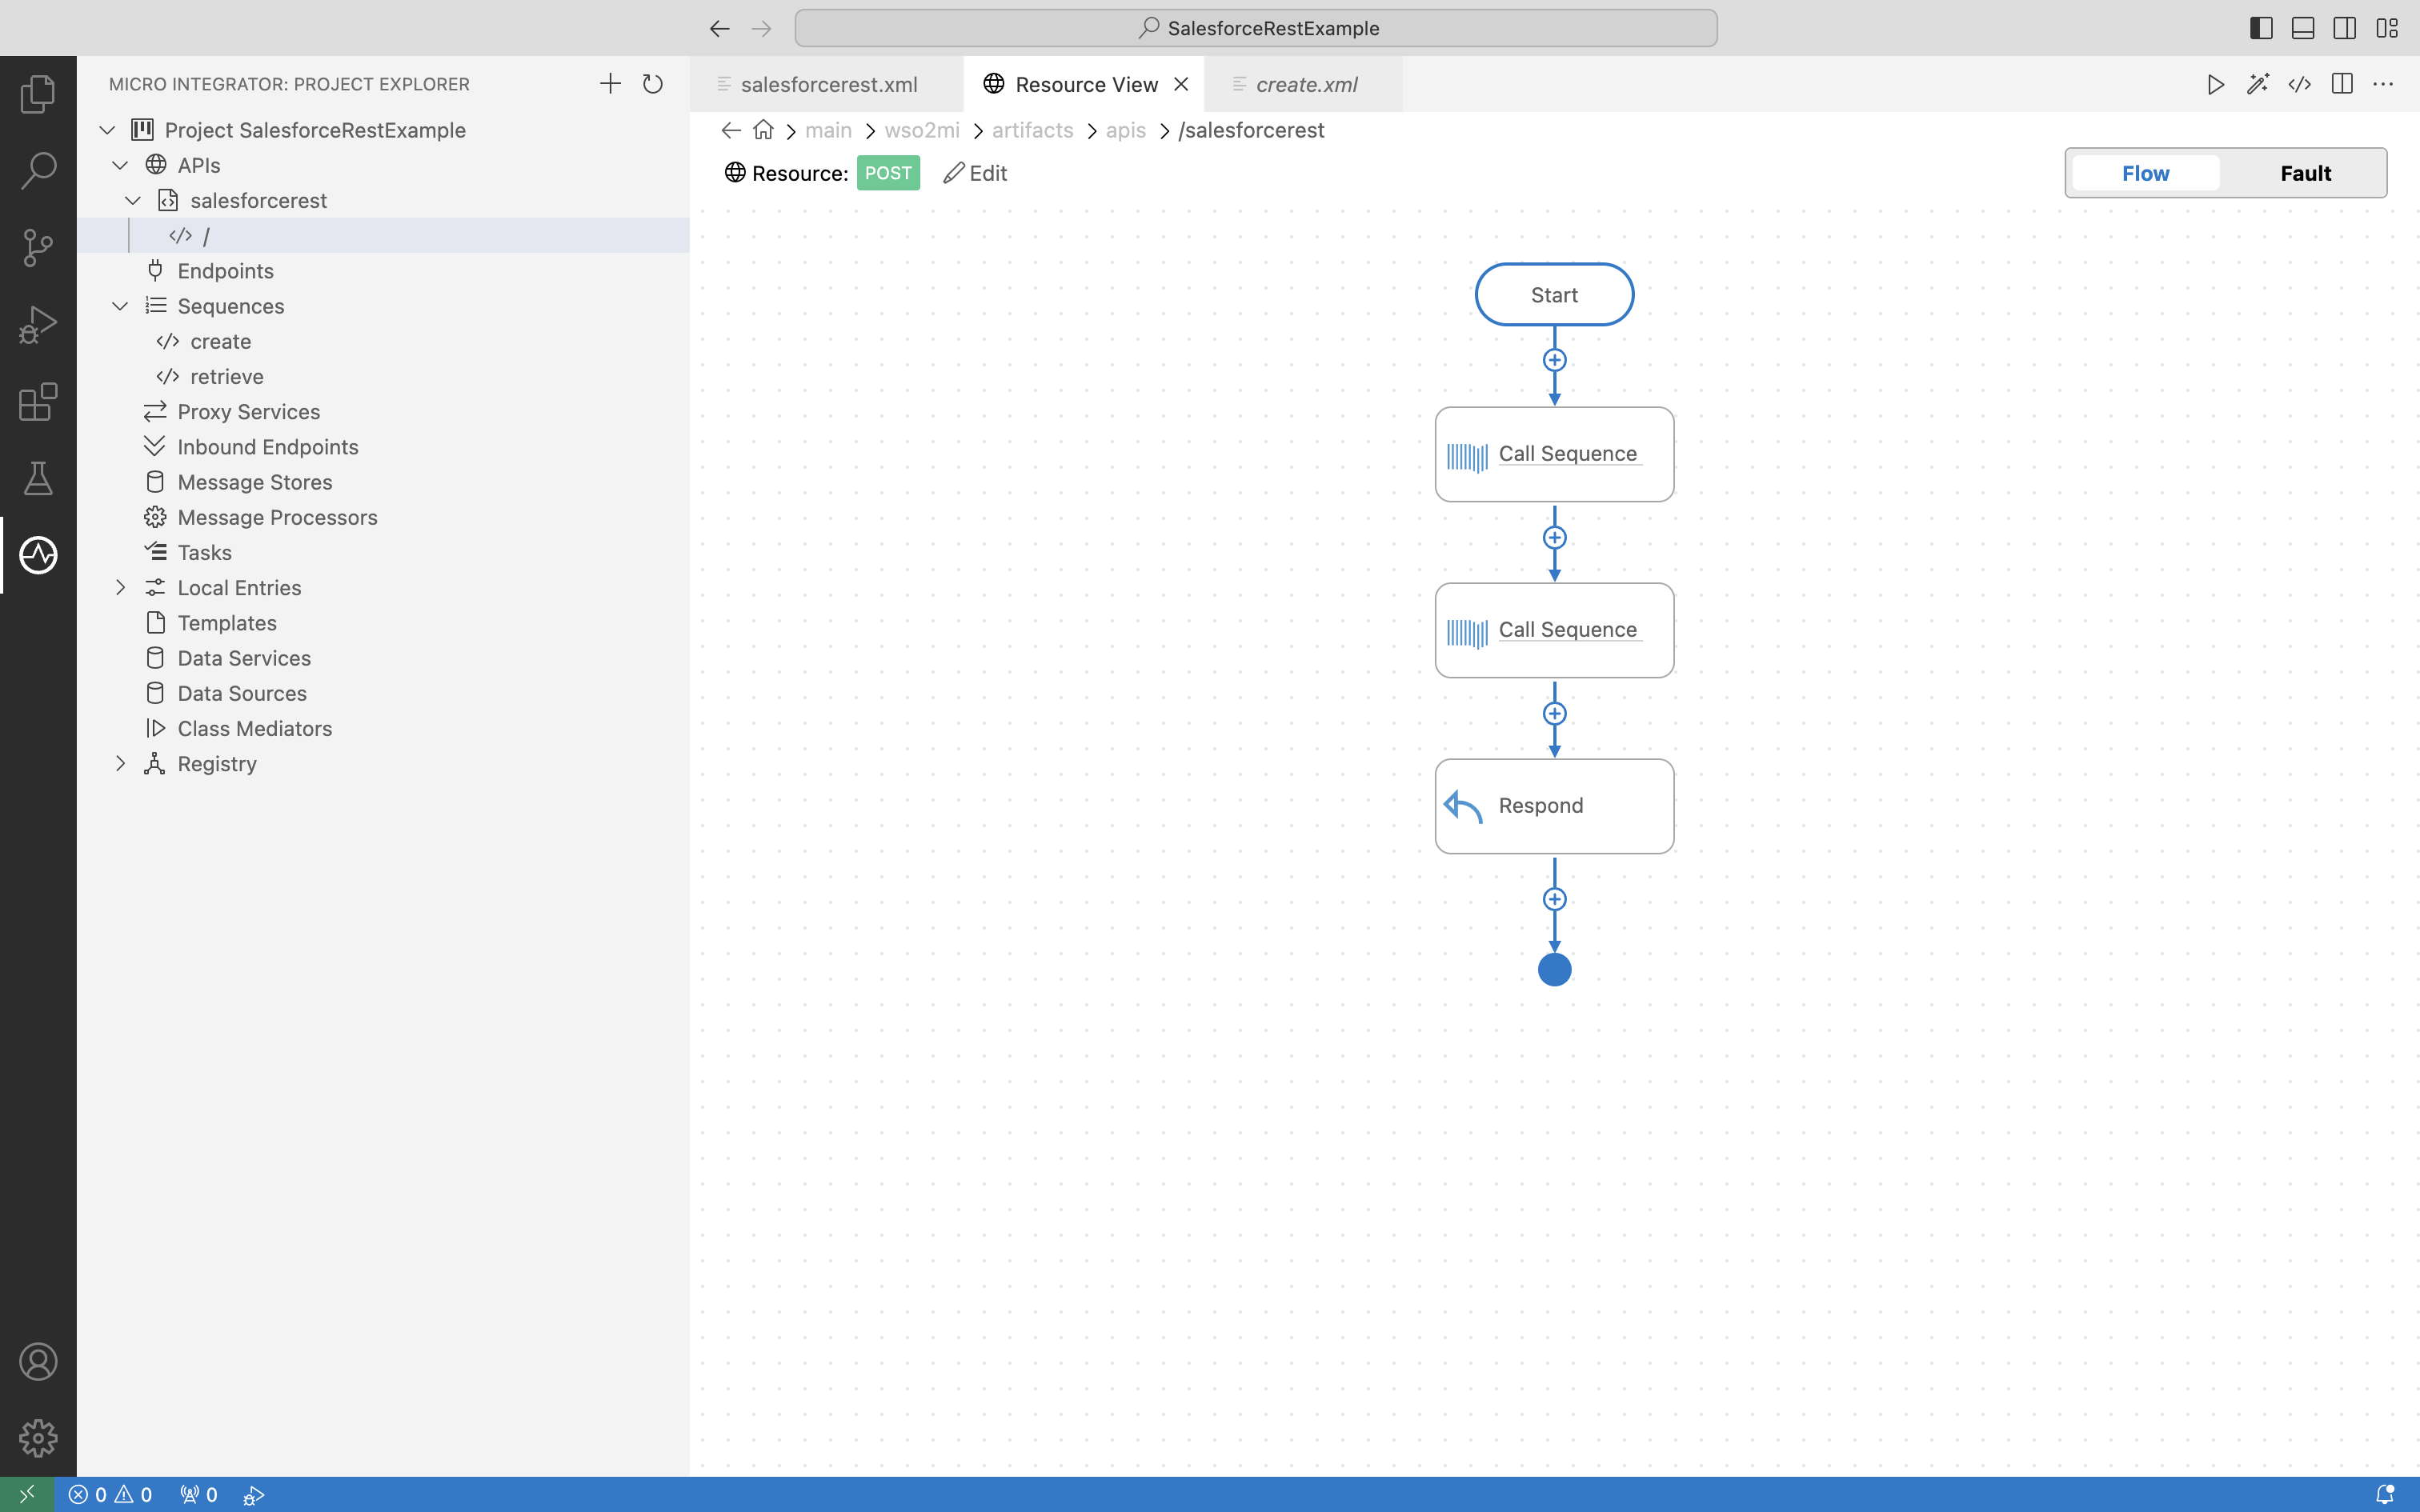 SalesforceRestExample
MICRO INTEGRATOR: PROJECT EXPLORER
Project SalesforceRestExample
APIs
salesforcerest
/
Endpoints
Sequences
create
retrieve
Proxy Services
Inbound Endpoints
Message Stores
Message Processors
Tasks
Local Entries
Templates
Data Services
Data Sources
Class Mediators
Registry
salesforcerest.xml
Resource View
create.xml
main > wso2mi > artifacts > apis > /salesforcerest
Resource: POST Edit
Flow Fault
Start
Call Sequence
Call Sequence
Respond
0 0 0